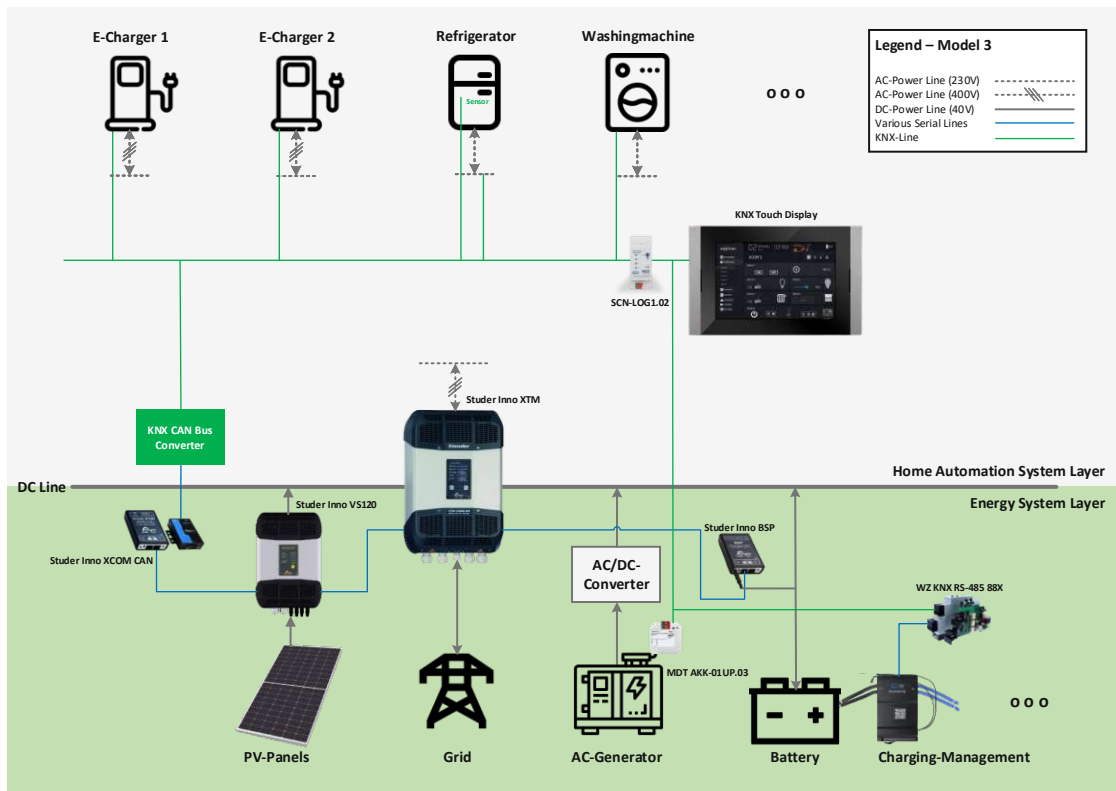 E-Charger 1
E-Charger 2
Refrigerator
Washingmachine
Sensor
o o o
Legend – Model 3
AC-Power Line (230V)
AC-Power Line (400V)
DC-Power Line (40V)
Various Serial Lines
KNX-Line
KNX Touch Display
SCN-LOG1.02
Studer Inno XTM
KNX CAN Bus
Converter
Home Automation System Layer
DC Line
Energy System Layer
Studer Inno VS120
Studer Inno BSP
Studer Inno XCOM CAN
AC/DC-
Converter
WZ KNX RS-485 88X
MDT AKK-01UP.03
o o o
PV-Panels
Grid
AC-Generator
Battery
Charging-Management